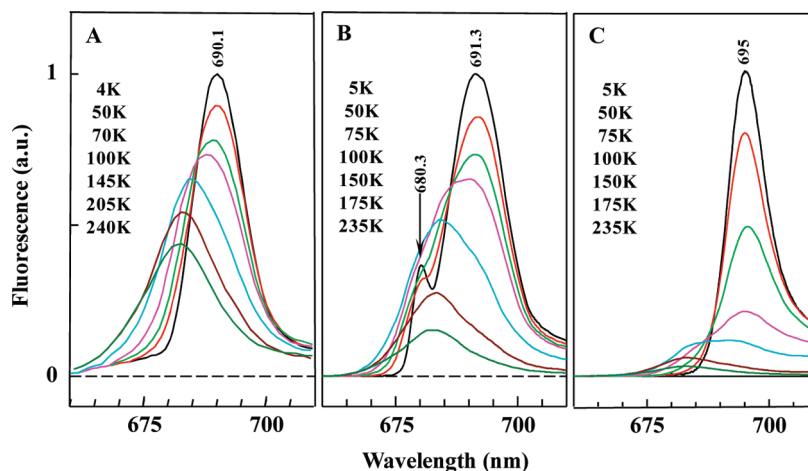 A
690.1
4K
50K
70K
100K
145K
205K
240K
B
691.3
680.3
5K
50K
75K
100K
150K
175K
235K
C
695
5K
50K
75K
100K
150K
175K
235K
1
0
Fluorescence (a.u.)
675 700 675 700 675 700
Wavelength (nm)